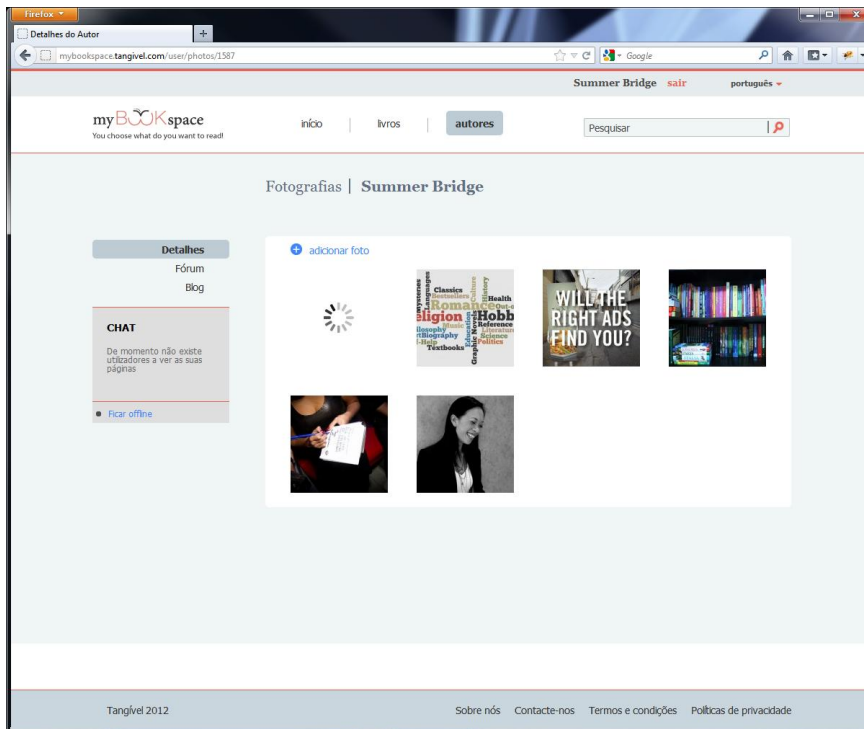 Firefox
Detalhes do Autor
mybookspace.tangivel.com/user/photos/1587
Google
Summer Bridge sair português
myBOOKspace
You choose what do you want to read!
início | livros | autores
Pesquisar
Fotografias | Summer Bridge
Detalhes
Fórum
Blog
CHAT
De momento não existe
utilizadores a ver as suas
páginas
Ficar offline
adicionar foto
Classics
Bestsellers
Romance
Health
History
Culture
Languages
eligion
Hobb
Music
Reference
Literature
Education
Science
Politics
Graphic Novels
Textbooks
WILL THE
RIGHT ADS
FIND YOU?
Tangível 2012
Sobre nós Contacte-nos Termos e condições Políticas de privacidade